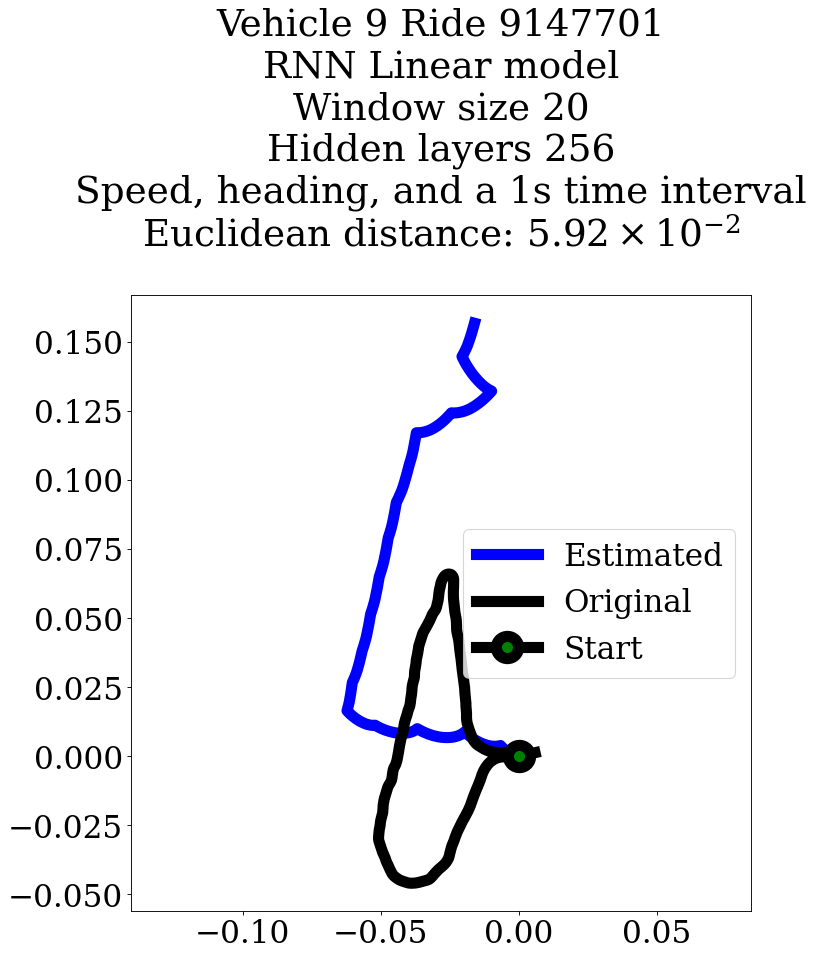 Vehicle 9 Ride 9147701
RNN Linear model
Window size 20
Hidden layers 256
Speed, heading, and a 1s time interval
Euclidean distance: 5.92 × 10⁻²
0.150
0.125
0.100
0.075
0.050
0.025
0.000
−0.025
−0.050
Estimated
Original
Start
−0.10
−0.05
0.00
0.05